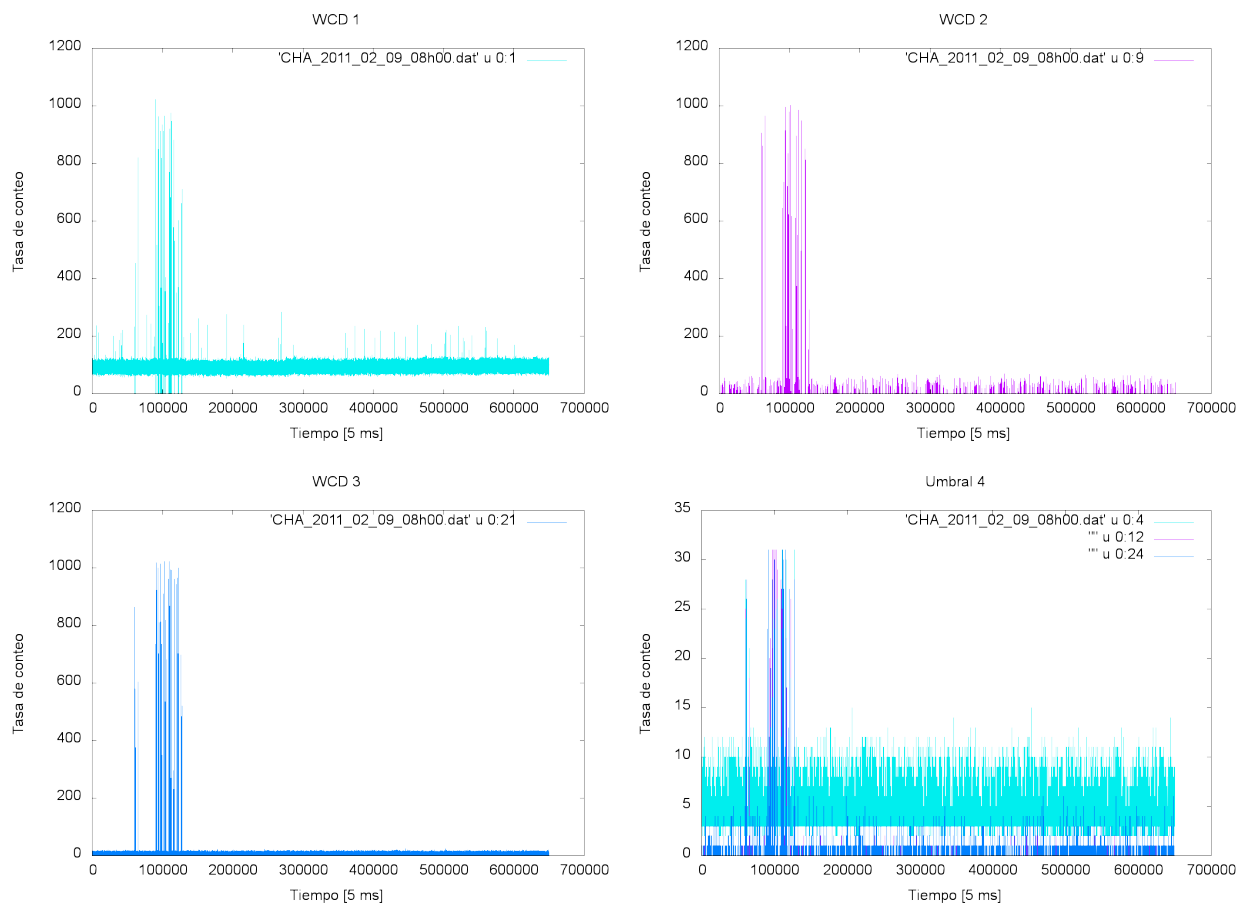 WCD 1
'CHA_2011_02_09_08h00.dat' u 0:1
Tasa de conteo
1200
1000
800
600
400
200
0
0 100000 200000 300000 400000 500000 600000 700000
Tiempo [5 ms]
WCD 2
'CHA_2011_02_09_08h00.dat' u 0:9
Tasa de conteo
1200
1000
800
600
400
200
0
0 100000 200000 300000 400000 500000 600000 700000
Tiempo [5 ms]
WCD 3
'CHA_2011_02_09_08h00.dat' u 0:21
Tasa de conteo
1200
1000
800
600
400
200
0
0 100000 200000 300000 400000 500000 600000 700000
Tiempo [5 ms]
Umbral 4
'CHA_2011_02_09_08h00.dat' u 0:4
"" u 0:12
"" u 0:24
Tasa de conteo
35
30
25
20
15
10
5
0
0 100000 200000 300000 400000 500000 600000 700000
Tiempo [5 ms]